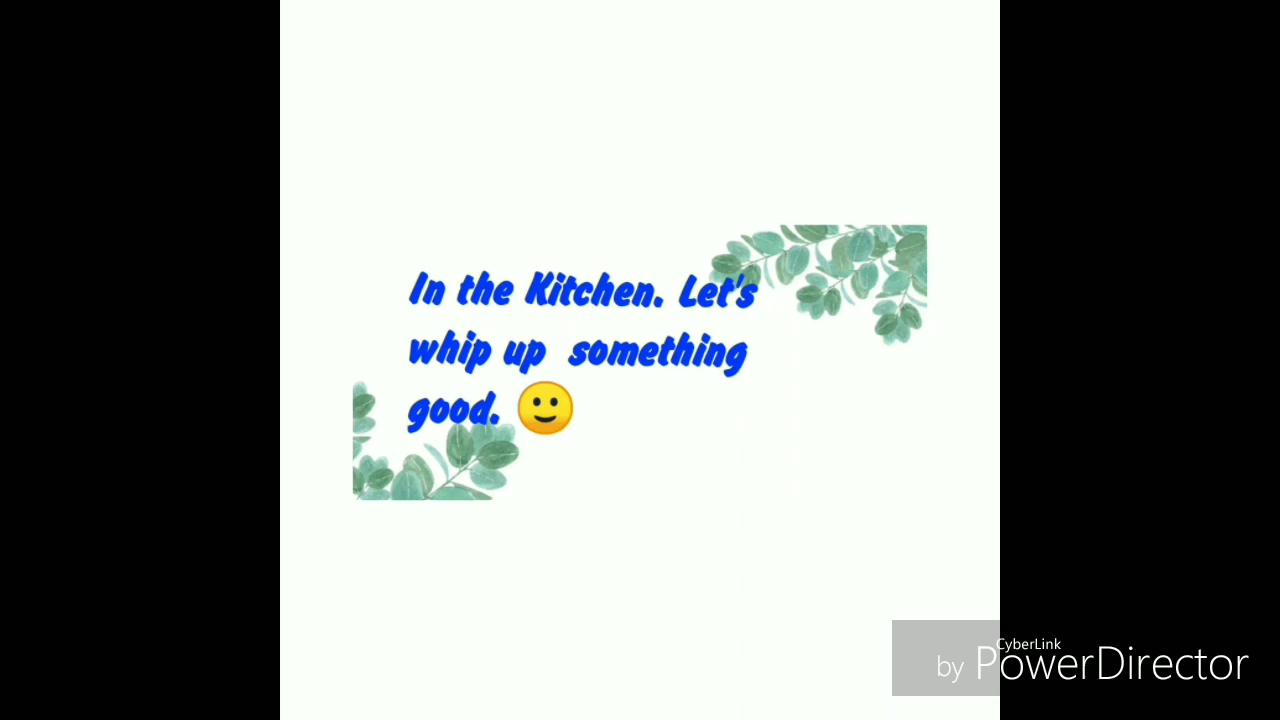 In the Kitchen. Let's
whip up something
good. 🙂
CyberLink
by PowerDirector